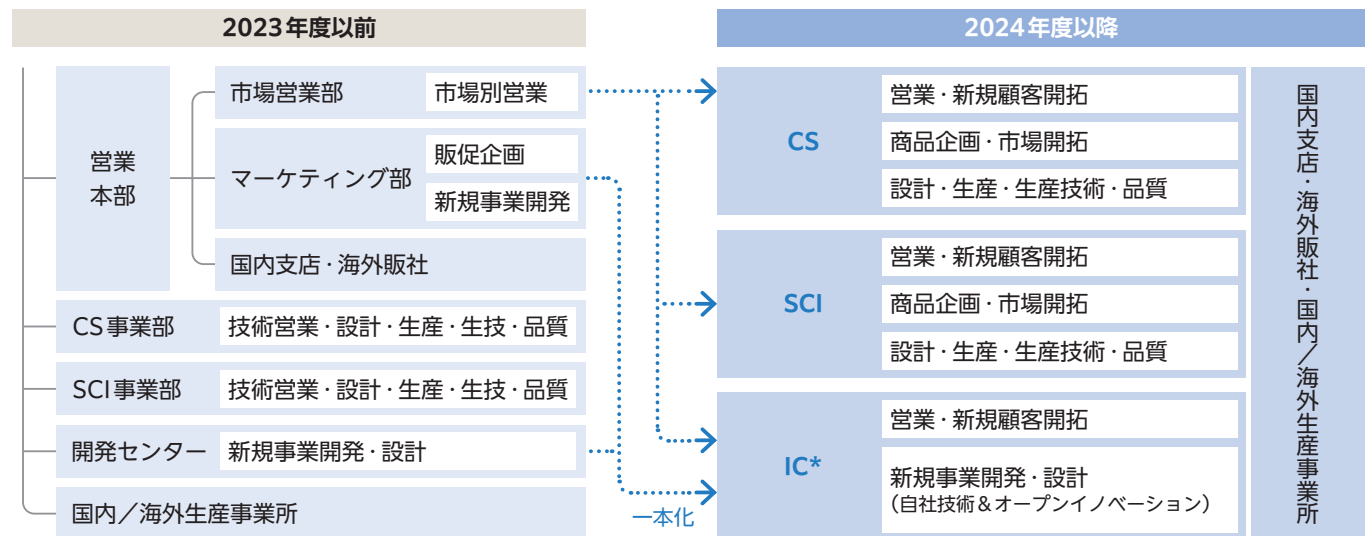 2023年度以前
営業
本部
市場営業部
市場別営業
マーケティング部
販促企画
新規事業開発
国内支店・海外販社
CS事業部
技術営業・設計・生産・生技・品質
SCI事業部
技術営業・設計・生産・生技・品質
開発センター
新規事業開発・設計
国内／海外生産事業所
一本化
2024年度以降
CS
営業・新規顧客開拓
商品企画・市場開拓
設計・生産・生産技術・品質
SCI
営業・新規顧客開拓
商品企画・市場開拓
設計・生産・生産技術・品質
IC*
営業・新規顧客開拓
新規事業開発・設計
（自社技術＆オープンイノベーション）
国内支店・海外販社・国内／海外生産事業所